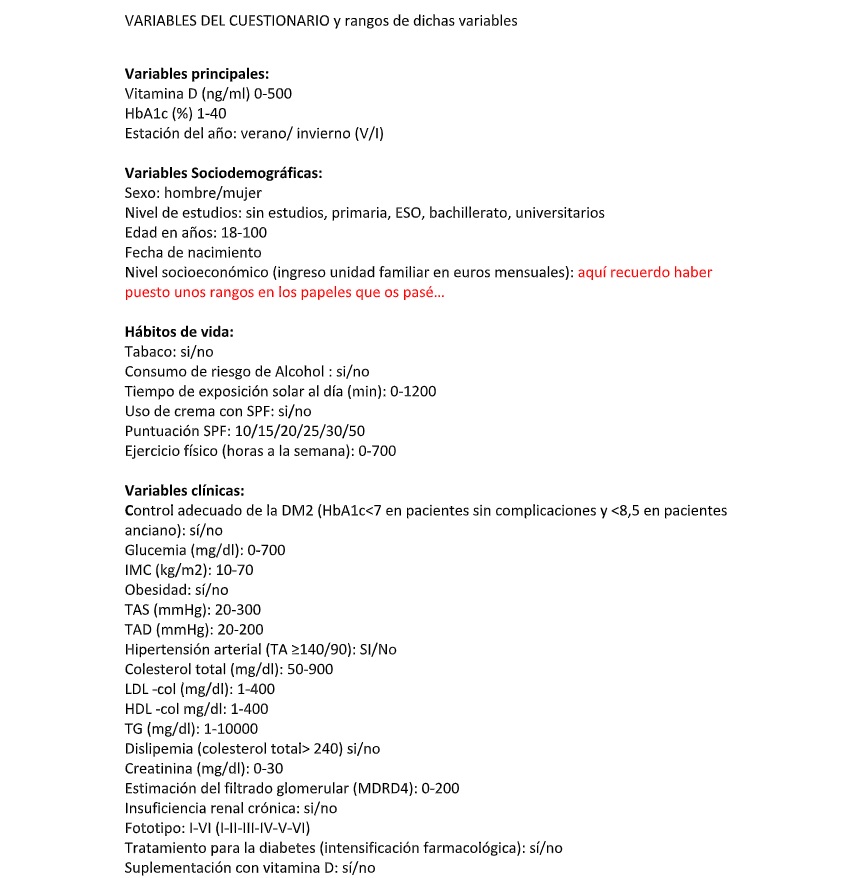 VARIABLES DEL CUESTIONARIO y rangos de dichas variables
Variables principales:
Vitamina D (ng/ml) 0-500
HbA1c (%) 1-40
Estación del año: verano/ invierno (V/I)
Variables Sociodemográficas:
Sexo: hombre/mujer
Nivel de estudios: sin estudios, primaria, ESO, bachillerato, universitarios
Edad en años: 18-100
Fecha de nacimiento
Nivel socioeconómico (ingreso unidad familiar en euros mensuales): aquí recuerdo haber
puesto unos rangos en los papeles que os pasé...
Hábitos de vida:
Tabaco: si/no
Consumo de riesgo de Alcohol : si/no
Tiempo de exposición solar al día (min): 0-1200
Uso de crema con SPF: si/no
Puntuación SPF: 10/15/20/25/30/50
Ejercicio físico (horas a la semana): 0-700
Variables clínicas:
Control adecuado de la DM2 (HbA1c<7 en pacientes sin complicaciones y <8,5 en pacientes
anciano): sí/no
Glucemia (mg/dl): 0-700
IMC (kg/m2): 10-70
Obesidad: sí/no
TAS (mmHg): 20-300
TAD (mmHg): 20-200
Hipertensión arterial (TA ≥140/90): SI/No
Colesterol total (mg/dl): 50-900
LDL -col (mg/dl): 1-400
HDL -col mg/dl: 1-400
TG (mg/dl): 1-10000
Dislipemia (colesterol total> 240) si/no
Creatinina (mg/dl): 0-30
Estimación del filtrado glomerular (MDRD4): 0-200
Insuficiencia renal crónica: si/no
Fototipo: I-VI (I-II-III-IV-V-VI)
Tratamiento para la diabetes (intensificación farmacológica): sí/no
Suplementación con vitamina D: sí/no